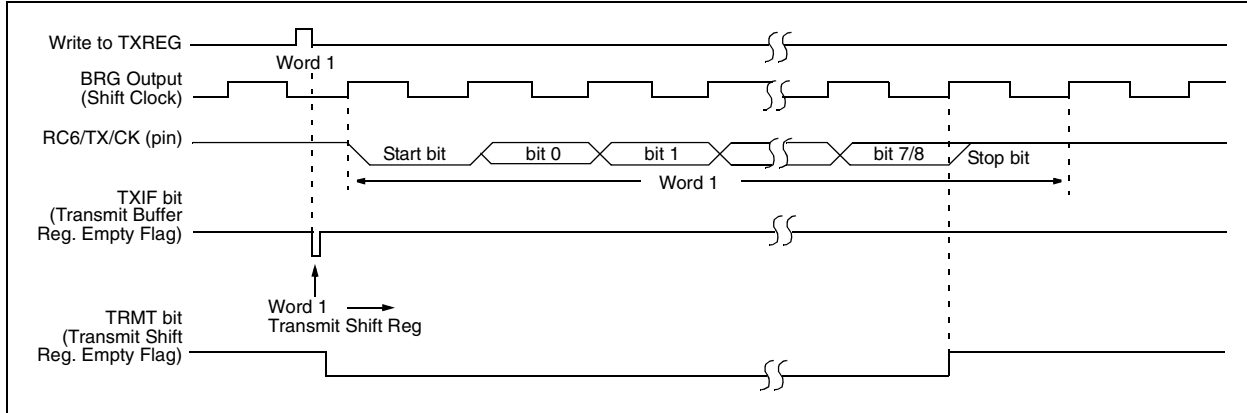 Write to TXREG
Word 1
BRG Output
(Shift Clock)
RC6/TX/CK (pin)
Start bit
bit 0
bit 1
bit 7/8
Stop bit
Word 1
TXIF bit
(Transmit Buffer
Reg. Empty Flag)
Word 1
Transmit Shift Reg
TRMT bit
(Transmit Shift
Reg. Empty Flag)